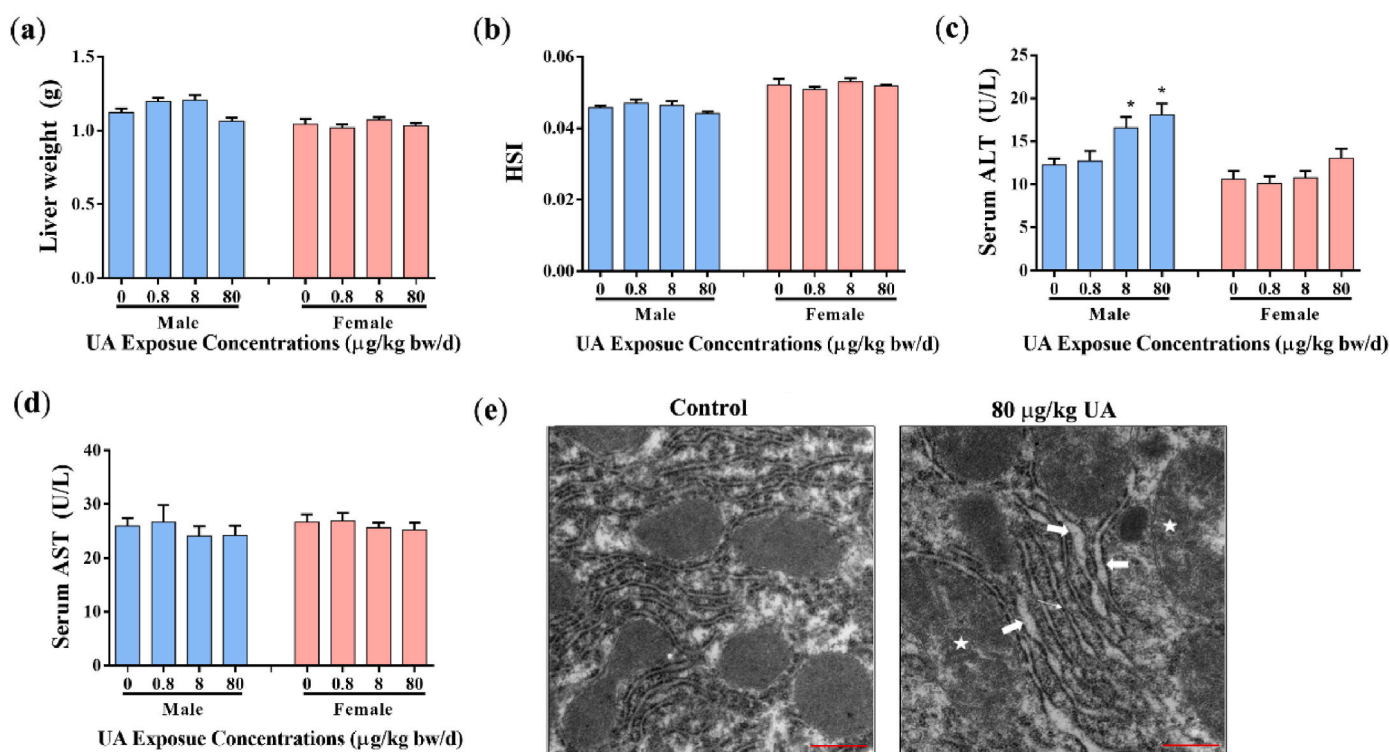 (a)
Liver weight (g)
1.5
1.0
0.5
0.0
0 0.8 8 80 0 0.8 8 80
Male Female
UA Exposue Concentrations (μg/kg bw/d)
(b)
HSI
0.06
0.04
0.02
0.00
0 0.8 8 80 0 0.8 8 80
Male Female
UA Exposue Concentrations (μg/kg bw/d)
(c)
Serum ALT (U/L)
25
20
15
10
5
0
* *
0 0.8 8 80 0 0.8 8 80
Male Female
UA Exposue Concentrations (μg/kg bw/d)
(d)
Serum AST (U/L)
40
30
20
10
0
0 0.8 8 80 0 0.8 8 80
Male Female
UA Exposue Concentrations (μg/kg bw/d)
(e)
Control
80 μg/kg UA